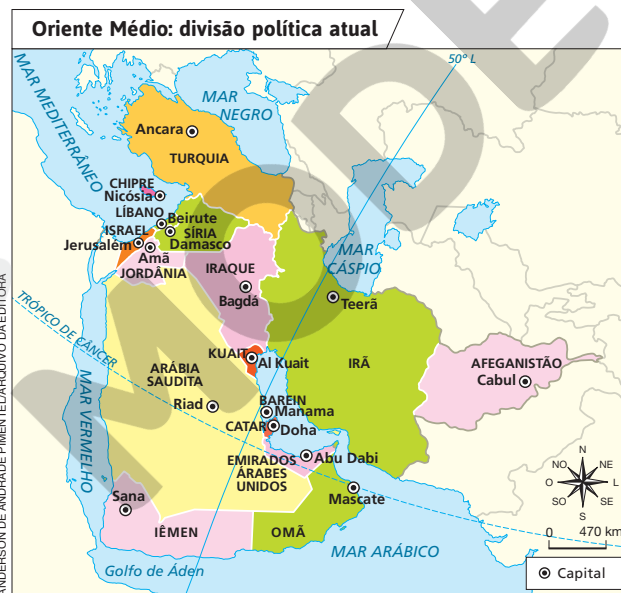 Oriente Médio: divisão política atual
50º L
MAR MEDITERRÂNEO
MAR
NEGRO
Ancara
TURQUIA
CHIPRE
Nicósia
LÍBANO
Beirute
ISRAEL
SÍRIA
Jerusalém
Damasco
Amã
JORDÂNIA
IRAQUE
Bagdá
MAR
CÁSPIO
Teerã
TRÓPICO DE CÂNCER
KUAIT
Al Kuait
IRÃ
AFEGANISTÃO
Cabul
ARÁBIA
SAUDITA
Riad
MAR VERMELHO
BAREIN
Manama
CATAR
Doha
EMIRADOS
ÁRABES
UNIDOS
Abu Dabi
Mascate
Sana
IÊMEN
OMÃ
MAR ARÁBICO
Golfo de Áden
N
NO
NE
O
L
SO
SE
S
0 470 km
Capital
ANDERSON DE ANDRADE PIMENTEL/ARQUIVO DA EDITORA
MODE